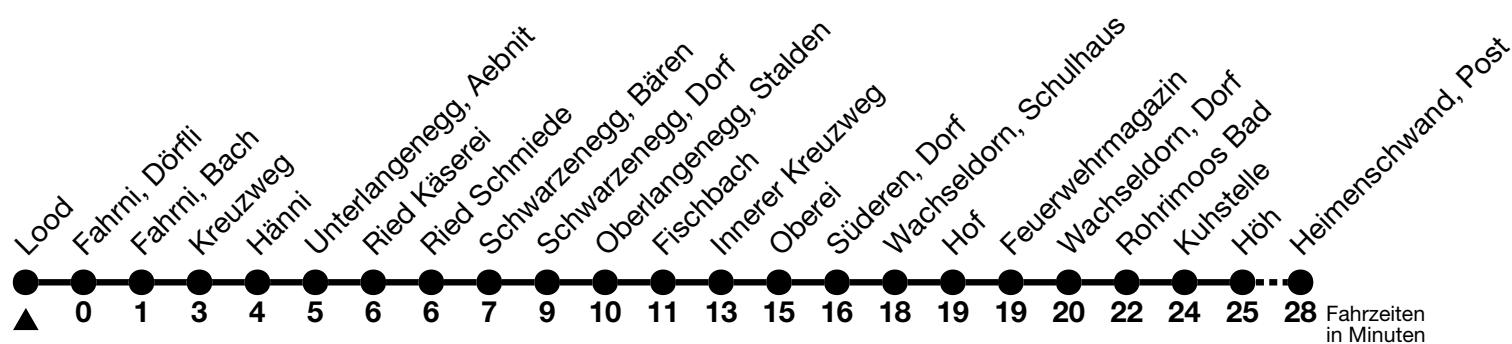 Lood
Fahrni, Dörfli
Fahrni, Bach
Kreuzweg
Hänni
Unterlangenegg, Aebnit
Ried Käserei
Ried Schmiede
Schwarzenegg, Bären
Schwarzenegg, Dorf
Oberlangenegg, Stalden
Fischbach
Innerer Kreuzweg
Oberei
Süderen, Dorf
Wachseldorn, Schulhaus
Hof
Feuerwehrmagazin
Wachseldorn, Dorf
Rohrimoos Bad
Kuhstelle
Höh
Heimenschwand, Post
0 1 3 4 5 6 6 7 9 10 11 13 15 16 18 19 19 20 22 24 25 28 Fahrzeiten
in Minuten